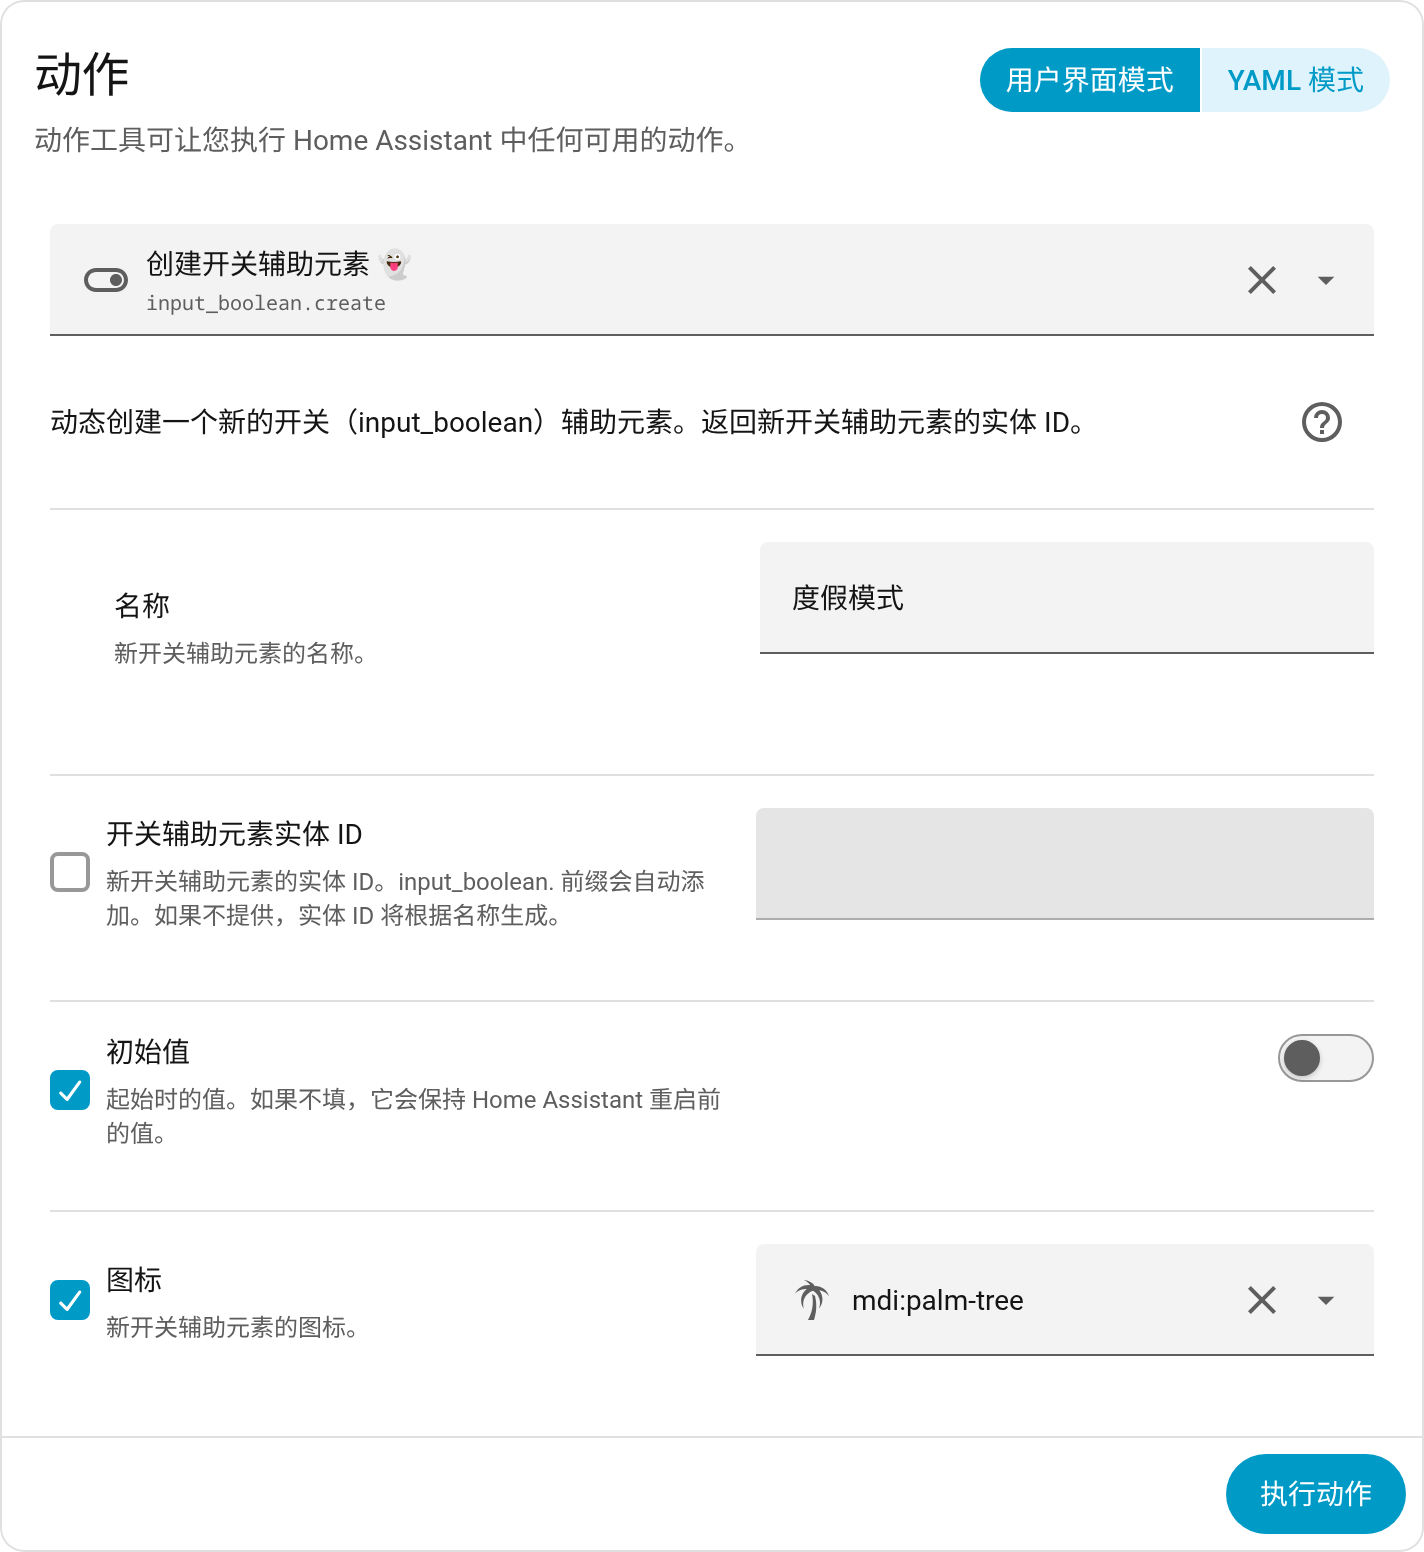 动作
用户界面模式
YAML 模式
动作工具可让您执行 Home Assistant 中任何可用的动作。
创建开关辅助元素 👻
input_boolean.create
动态创建一个新的开关（input_boolean）辅助元素。返回新开关辅助元素的实体 ID。
名称
新开关辅助元素的名称。
度假模式
开关辅助元素实体 ID
新开关辅助元素的实体 ID。input_boolean. 前缀会自动添
加。如果不提供，实体 ID 将根据名称生成。
初始值
起始时的值。如果不填，它会保持 Home Assistant 重启前
的值。
图标
新开关辅助元素的图标。
mdi:palm-tree
执行动作